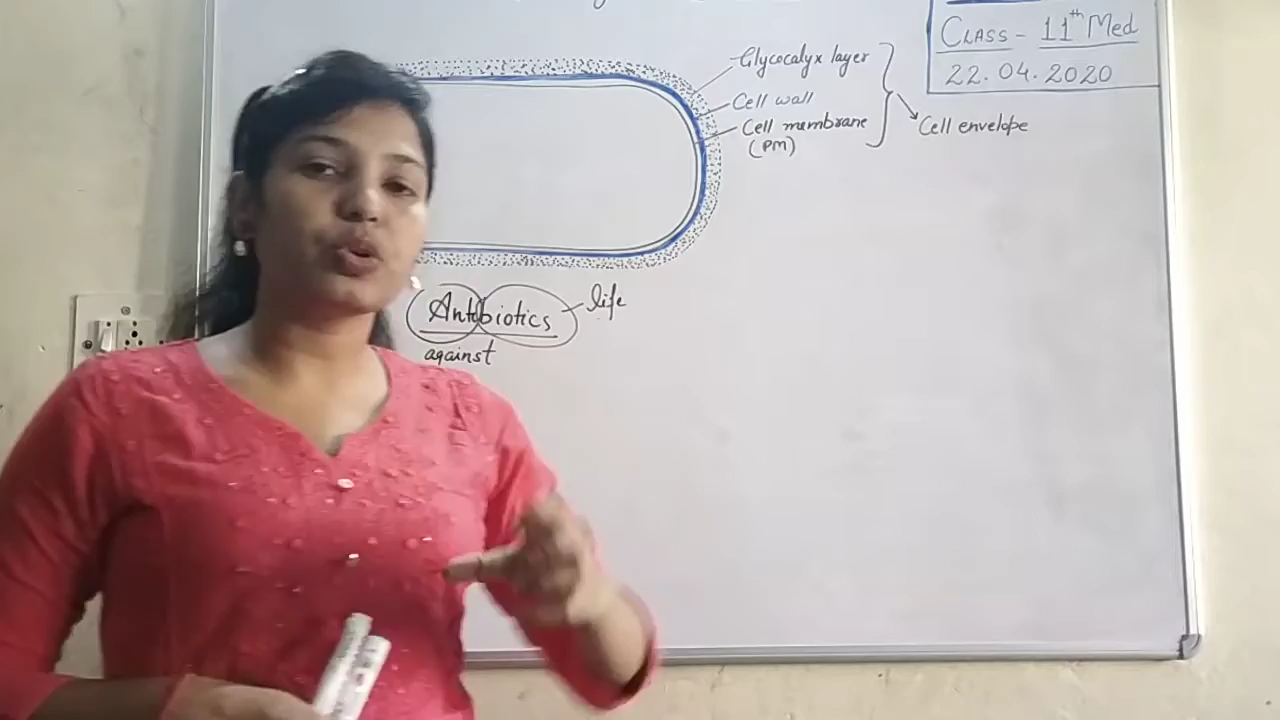 CLASS - 11th Med
22.04.2020
Glycocalyx layer
Cell wall
Cell membrane
(PM)
Cell envelope
Antibiotics
life
against